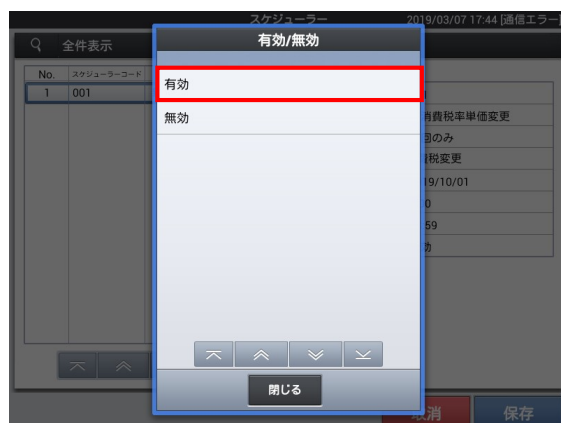 スケジューラー 2019/03/07 17:44 [通信エラー]
全件表示
No. スケジューラーコード
1 001
有効/無効
有効
無効
消費税率単価変更
回のみ
税変更
19/10/01
0
59
効
閉じる
取消 保存